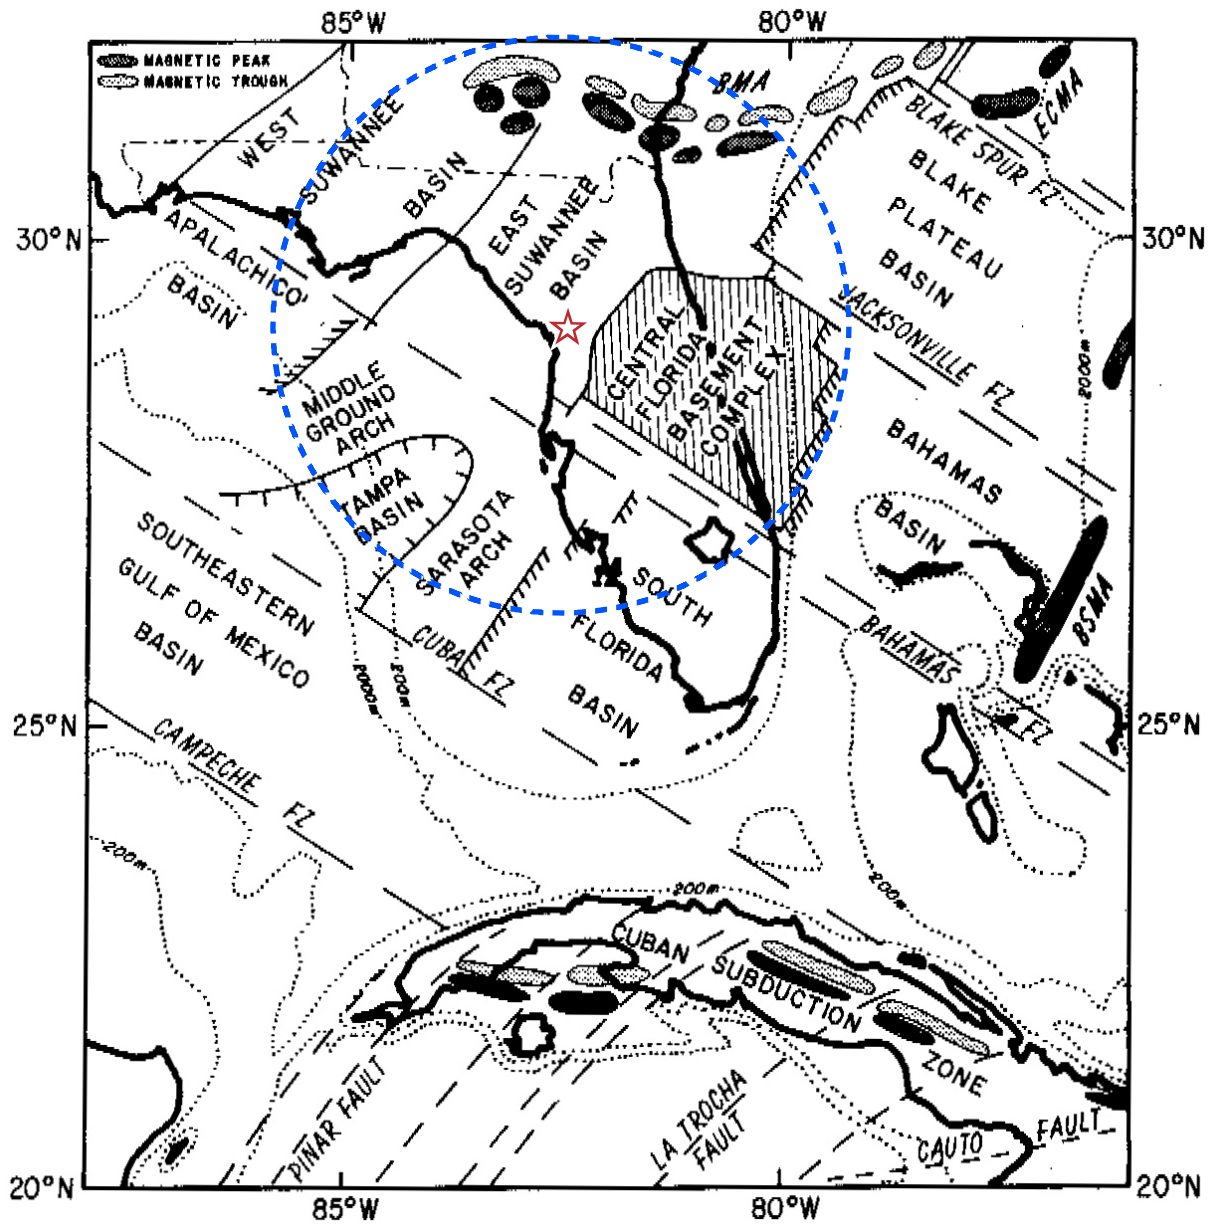 85°W
80°W
MAGNETIC PEAK
MAGNETIC TROUGH
BMA
ECMA
WEST
SUWANNEE
BASIN
BLAKE SPUR FZ
BLAKE
PLATEAU
BASIN
EAST
SUWANNEE
BASIN
30°N
30°N
APALACHICO'
BASIN
JACKSONVILLE FZ
CENTRAL
FLORIDA
BASEMENT
COMPLEX
2000m
MIDDLE
GROUND
ARCH
BAHAMAS
BASIN
TAMPA
BASIN
SARASOTA
ARCH
SOUTHEASTERN
GULF OF MEXICO
BASIN
SOUTH
FLORIDA
BASIN
CUBA FZ
BAHAMAS
FZ
BSMA
2000m
200m
25°N
25°N
CAMPECHE
FZ
200m
200m
200m
CUBAN
SUBDUCTION
ZONE
PINAR FAULT
LA TROCHA
FAULT
CAUTO
FAULT
20°N
20°N
85°W
80°W